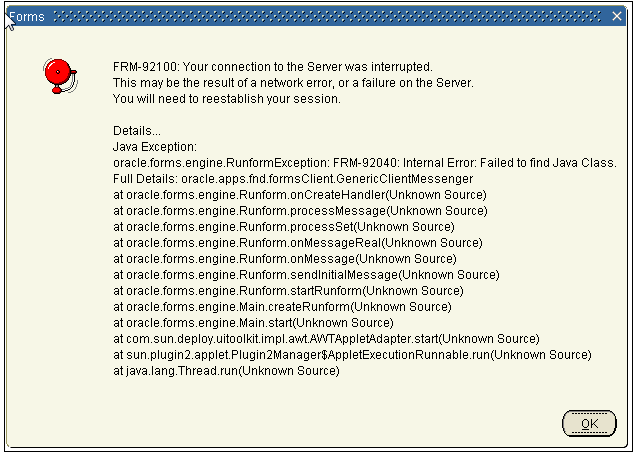 Forms
FRM-92100: Your connection to the Server was interrupted.
This may be the result of a network error, or a failure on the Server.
You will need to reestablish your session.
Details...
Java Exception:
oracle.forms.engine.RunformException: FRM-92040: Internal Error: Failed to find Java Class.
Full Details: oracle.apps.fnd.formsClient.GenericClientMessenger
at oracle.forms.engine.Runform.onCreateHandler(Unknown Source)
at oracle.forms.engine.Runform.processMessage(Unknown Source)
at oracle.forms.engine.Runform.processSet(Unknown Source)
at oracle.forms.engine.Runform.onMessageReal(Unknown Source)
at oracle.forms.engine.Runform.onMessage(Unknown Source)
at oracle.forms.engine.Runform.sendInitialMessage(Unknown Source)
at oracle.forms.engine.Runform.startRunform(Unknown Source)
at oracle.forms.engine.Main.createRunform(Unknown Source)
at oracle.forms.engine.Main.start(Unknown Source)
at com.sun.deploy.uitoolkit.impl.awt.AWTAppletAdapter.start(Unknown Source)
at sun.plugin2.applet.Plugin2Manager$AppletExecutionRunnable.run(Unknown Source)
at java.lang.Thread.run(Unknown Source)
OK